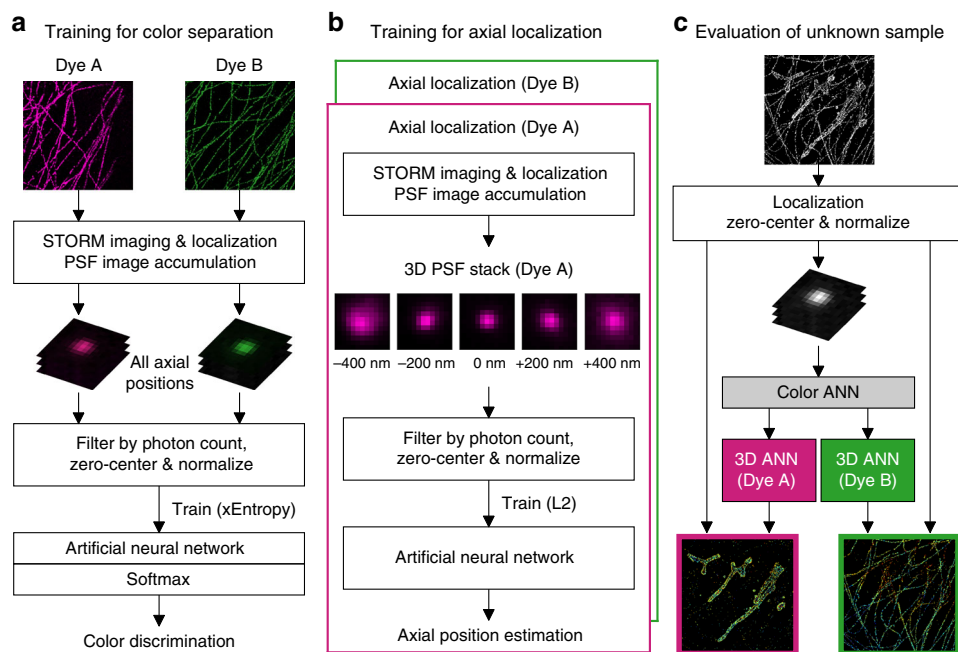 a
Training for color separation
Dye A
Dye B
STORM imaging & localization
PSF image accumulation
All axial
positions
Filter by photon count,
zero-center & normalize
Train (xEntropy)
Artificial neural network
Softmax
Color discrimination
b
Training for axial localization
Axial localization (Dye B)
Axial localization (Dye A)
STORM imaging & localization
PSF image accumulation
3D PSF stack (Dye A)
–400 nm –200 nm 0 nm +200 nm +400 nm
Filter by photon count,
zero-center & normalize
Train (L2)
Artificial neural network
Axial position estimation
c
Evaluation of unknown sample
Localization
zero-center & normalize
Color ANN
3D ANN
(Dye A)
3D ANN
(Dye B)